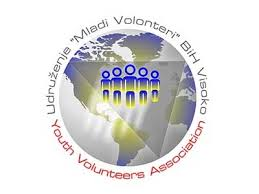 Udruženje "Mladi Volonteri" BiH Visoko
Youth Volunteers Association